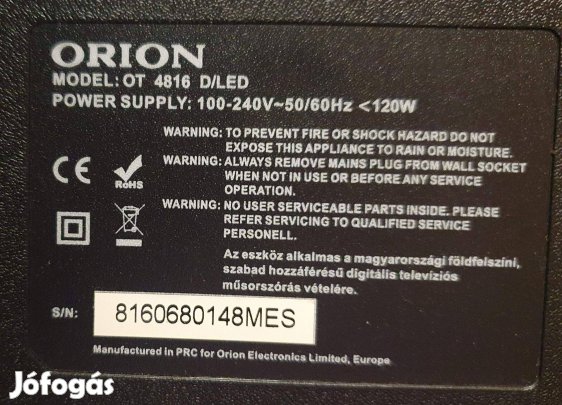 ORION
MODEL: OT 4816 D/LED
POWER SUPPLY: 100-240V~50/60Hz <120W
WARNING: TO PREVENT FIRE OR SHOCK HAZARD DO NOT
EXPOSE THIS APPLIANCE TO RAIN OR MOISTURE.
WARNING: ALWAYS REMOVE MAINS PLUG FROM WALL SOCKET
WHEN NOT IN USE OR BEFORE ANY SERVICE
OPERATION.
CE
RoHS
WARNING: NO USER SERVICEABLE PARTS INSIDE. PLEASE
REFER SERVICING TO QUALIFIED SERVICE
PERSONELL.
Az eszköz alkalmas a magyarországi földfelszíni,
szabad hozzáférésű digitális televíziós
műsorszórás vételére.
S/N: 8160680148MES
Manufactured in PRC for Orion Electronics Limited, Europe
Jófogás